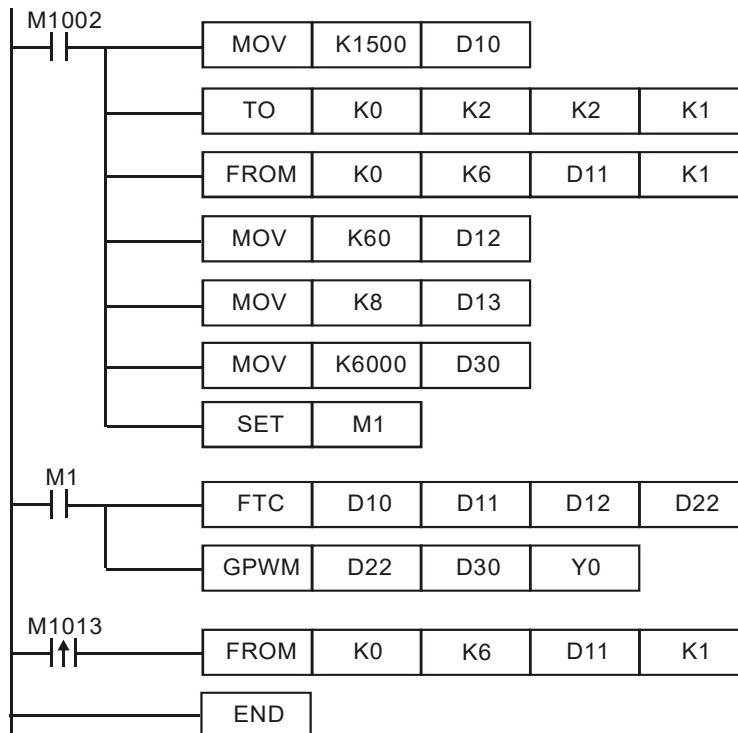 M1002
MOV K1500 D10
TO K0 K2 K2 K1
FROM K0 K6 D11 K1
MOV K60 D12
MOV K8 D13
MOV K6000 D30
SET M1
M1
FTC D10 D11 D12 D22
GPWM D22 D30 Y0
M1013
FROM K0 K6 D11 K1
END